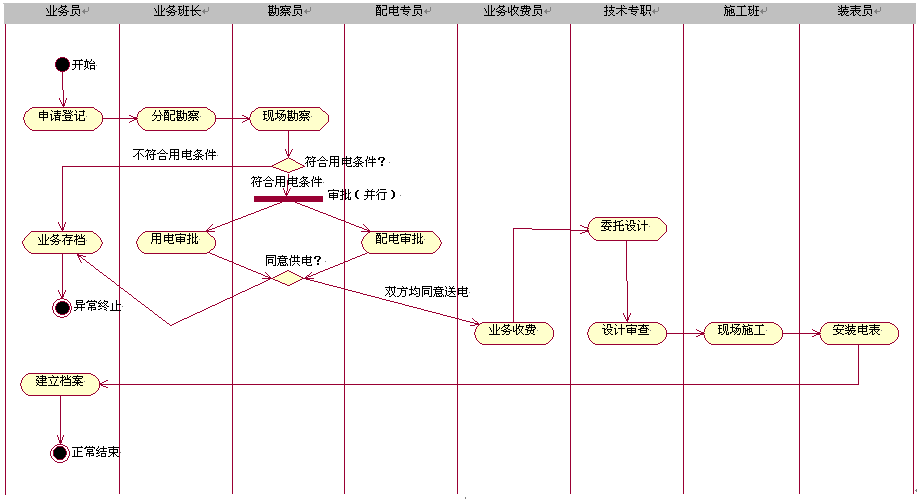 业务员 业务班长 勘察员 配电专员 业务收费员 技术专职 施工班 装表员
开始
申请登记 分配勘察 现场勘察
不符合用电条件 符合用电条件？
符合用电条件
审批（并行）
委托设计
业务存档 用电审批 配电审批
同意供电？
双方均同意送电
异常终止
业务收费 设计审查 现场施工 安装电表
建立档案
正常结束